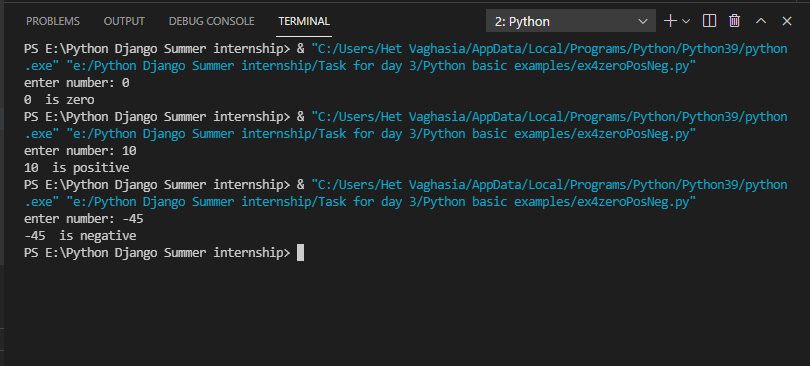 PROBLEMS OUTPUT DEBUG CONSOLE TERMINAL 2: Python
PS E:\Python Django Summer internship> & "C:/Users/Het Vaghasia/AppData/Local/Programs/Python/Python39/python
.exe" "e:/Python Django Summer internship/Task for day 3/Python basic examples/ex4zeroPosNeg.py"
enter number: 0
0  is zero
PS E:\Python Django Summer internship> & "C:/Users/Het Vaghasia/AppData/Local/Programs/Python/Python39/python
.exe" "e:/Python Django Summer internship/Task for day 3/Python basic examples/ex4zeroPosNeg.py"
enter number: 10
10  is positive
PS E:\Python Django Summer internship> & "C:/Users/Het Vaghasia/AppData/Local/Programs/Python/Python39/python
.exe" "e:/Python Django Summer internship/Task for day 3/Python basic examples/ex4zeroPosNeg.py"
enter number: -45
-45  is negative
PS E:\Python Django Summer internship>